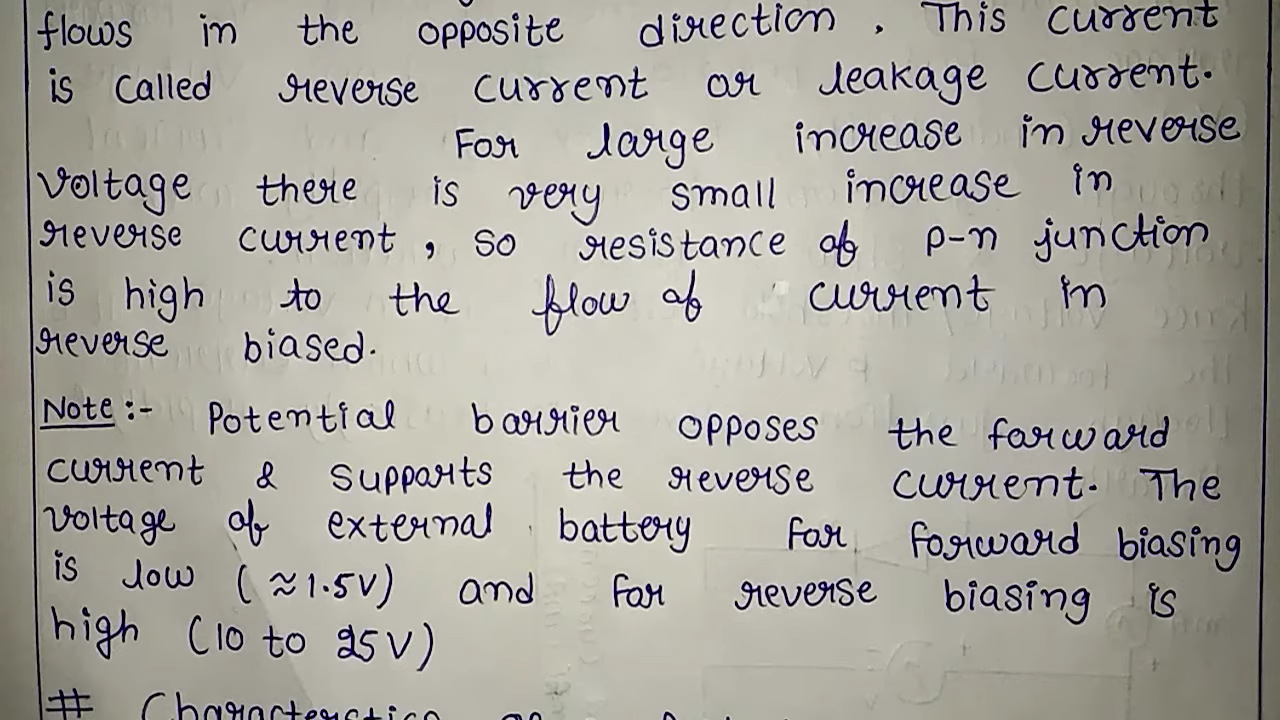 flows in the opposite direction. This current
is called reverse current or leakage current.
For large increase in reverse
voltage there is very small increase in
reverse current, so resistance of p-n junction
is high to the flow of current in
reverse biased.
Note :- Potential barrier opposes the forward
current & supports the reverse current. The
voltage of external battery for forward biasing
is low (≈1.5V) and for reverse biasing is
high (10 to 25V)
# Characterstics